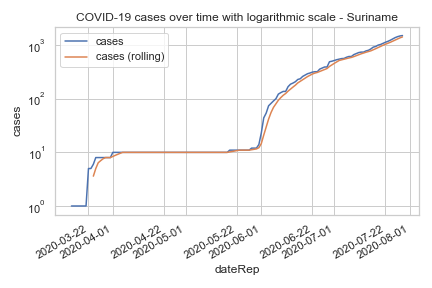 COVID-19 cases over time with logarithmic scale - Suriname
cases
cases (rolling)
10³
10²
10¹
10⁰
cases
2020-03-22
2020-04-01
2020-04-22
2020-05-01
2020-05-22
2020-06-01
2020-06-22
2020-07-01
2020-07-22
2020-08-01
dateRep